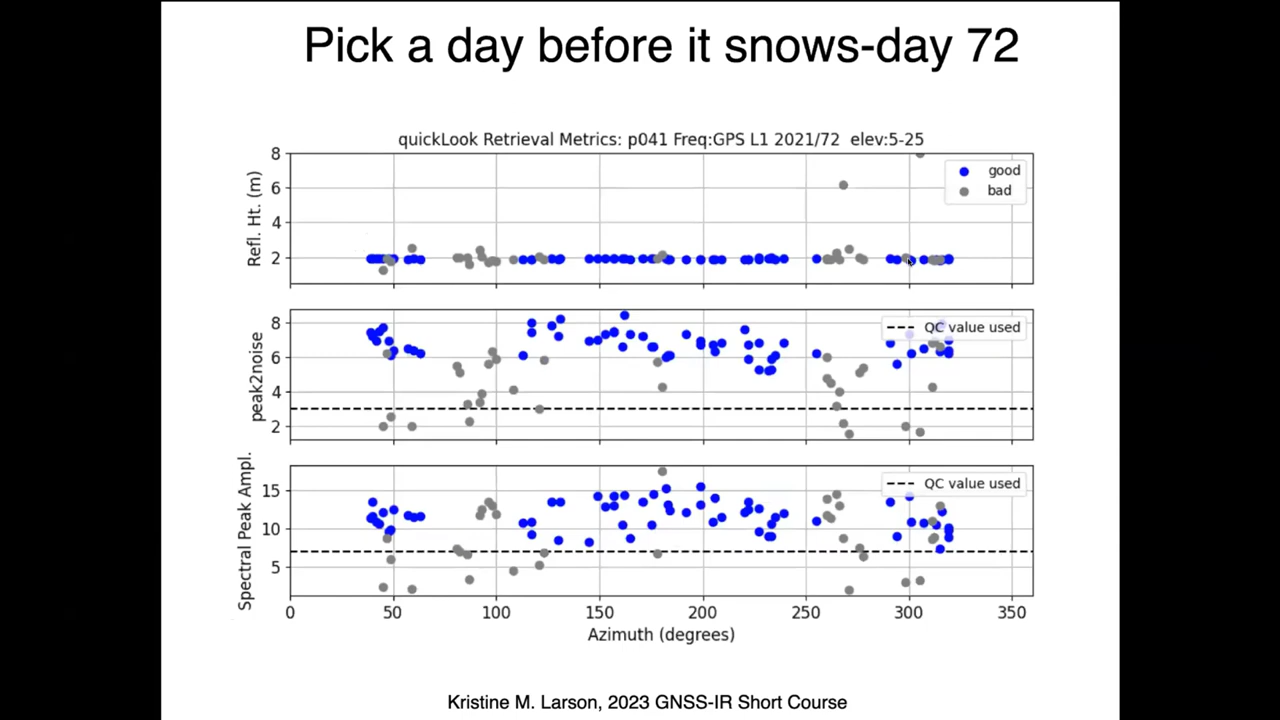 Pick a day before it snows-day 72
quickLook Retrieval Metrics: p041 Freq:GPS L1 2021/72 elev:5-25
Refl. Ht. (m)
8
6
4
2
good
bad
peak2noise
8
6
4
2
QC value used
Spectral Peak Ampl.
15
10
5
QC value used
0 50 100 150 200 250 300 350
Azimuth (degrees)
Kristine M. Larson, 2023 GNSS-IR Short Course